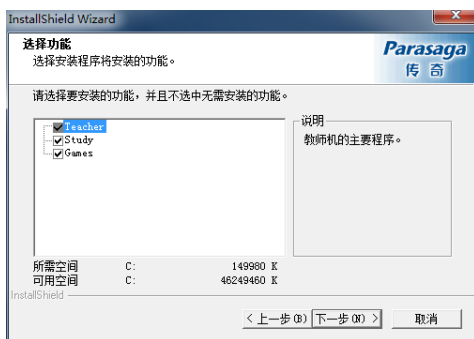 InstallShield Wizard
选择功能
选择安装程序将安装的功能。
Parasaga
传奇
请选择要安装的功能，并且不选中无需安装的功能。
Teacher
Study
Games
说明
教师机的主要程序。
所需空间 C: 149980 K
可用空间 C: 46249460 K
InstallShield
< 上一步(B) 下一步(N) > 取消